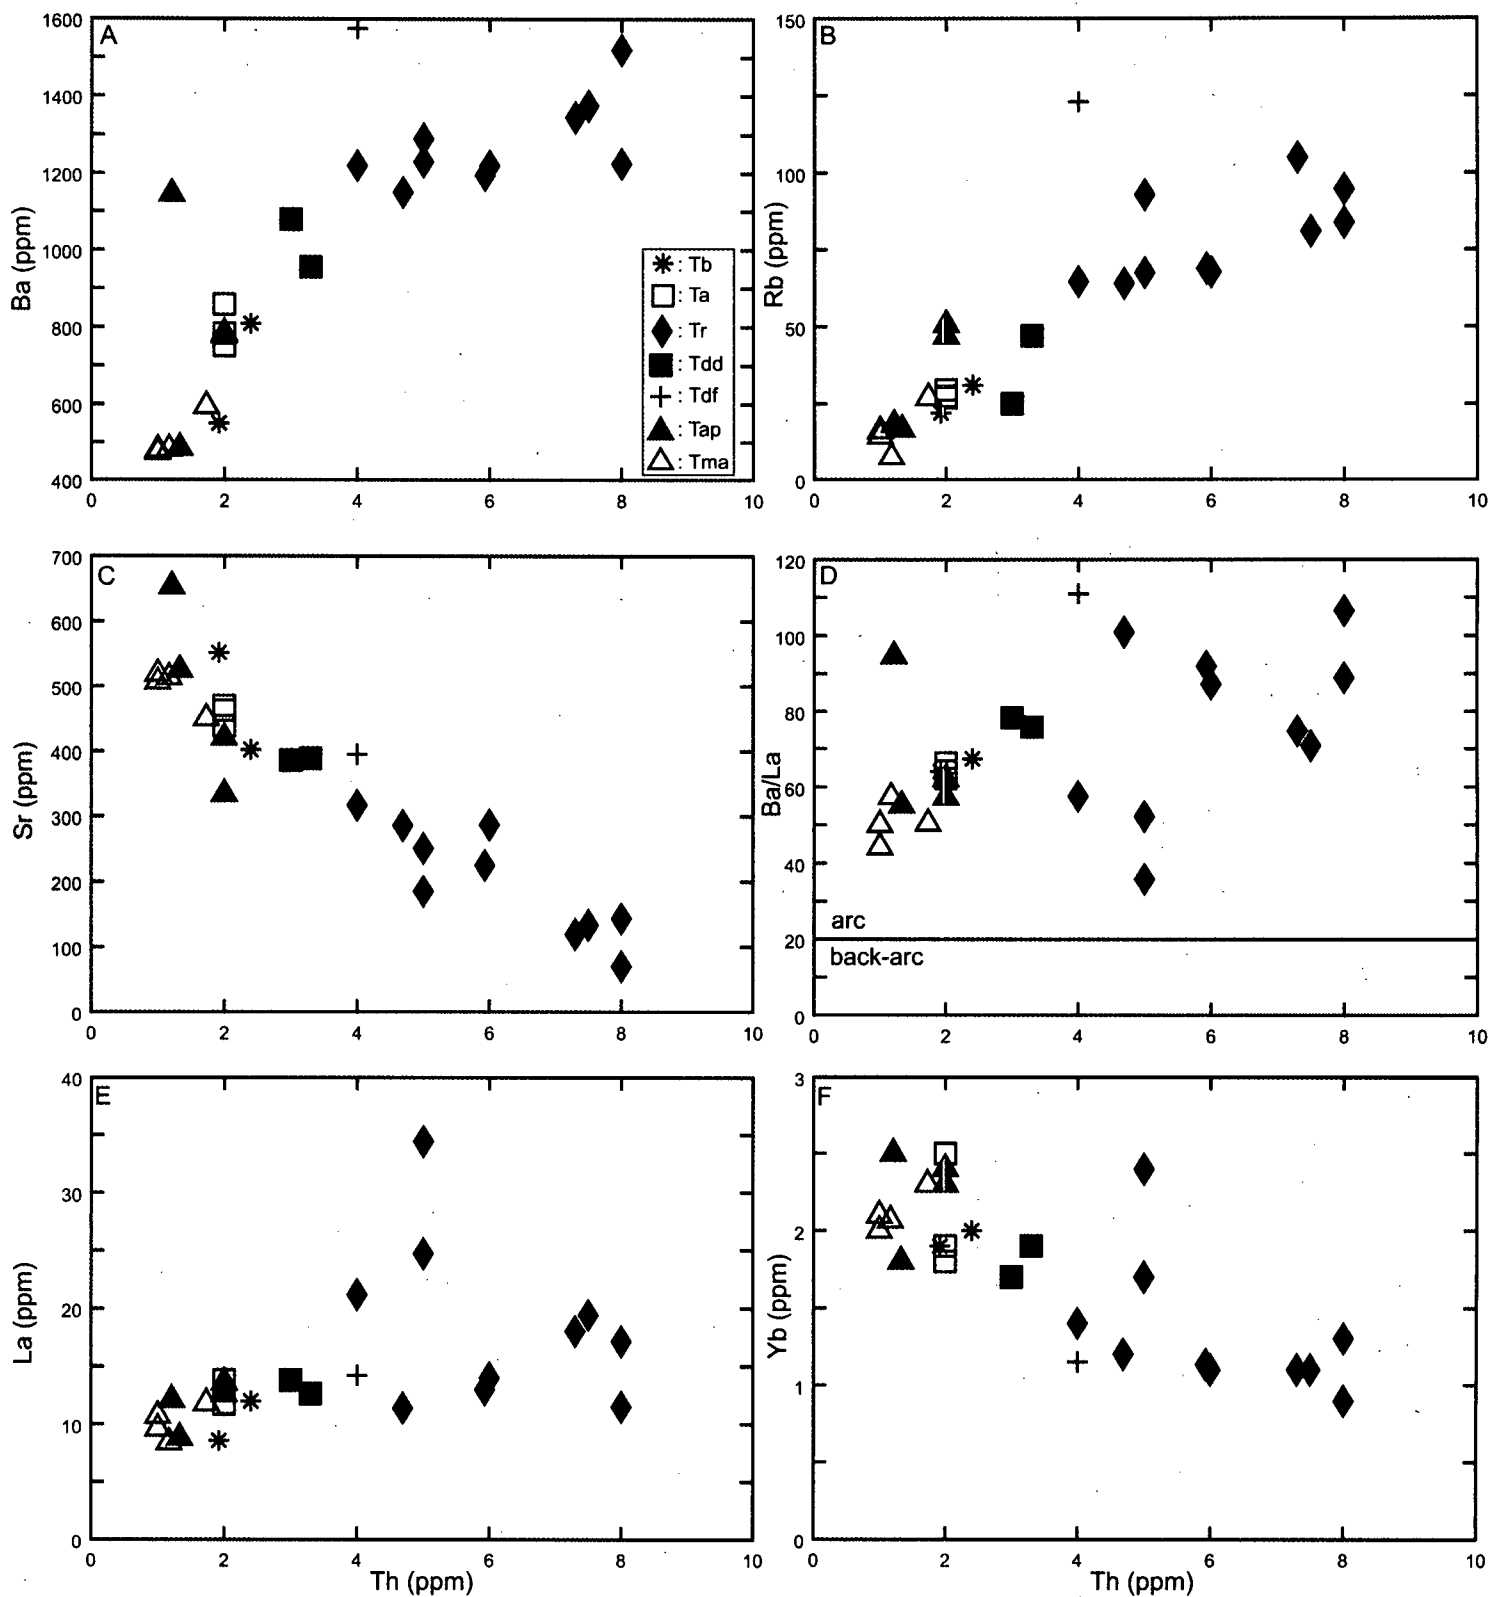 A
1600
1400
1200
1000
800
600
400
Ba (ppm)
0 2 4 6 8 10
: Tb
: Ta
: Tr
: Tdd
: Tdf
: Tap
: Tma
B
150
100
50
0
Rb (ppm)
0 2 4 6 8 10
C
700
600
500
400
300
200
100
0
Sr (ppm)
0 2 4 6 8 10
D
120
100
80
60
40
20
0
Ba/La
arc
back-arc
0 2 4 6 8 10
E
40
30
20
10
0
La (ppm)
0 2 4 6 8 10
Th (ppm)
F
3
2
1
0
Yb (ppm)
0 2 4 6 8 10
Th (ppm)